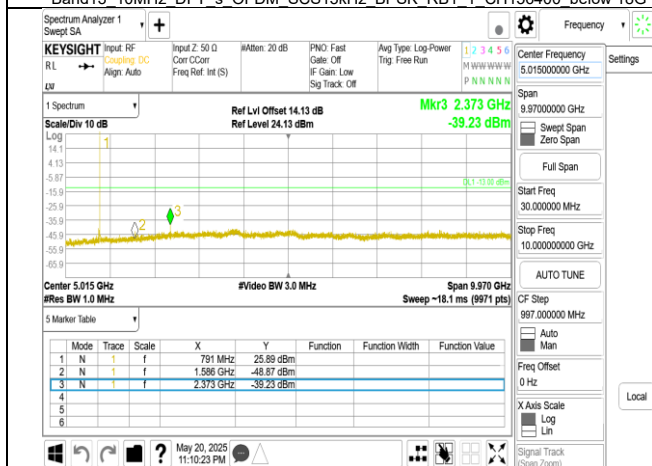 Band13_10MHz_DFT_s_OFDM_SCS15kHz_BPSK_RB1_1_CH158400_below 18G
Spectrum Analyzer 1
Swept SA
Frequency
Settings
KEYSIGHT Input: RF Input Z: 50 Ω #Atten: 20 dB PNO: Fast Avg Type: Log-Power 1 2 3 4 5 6
RL Coupling: DC Corr CCorr Gate: Off Trig: Free Run M W W W W W
Align: Auto Freq Ref: Int (S) IF Gain: Low
LXI Sig Track: Off P N N N N N
1 Spectrum
Scale/Div 10 dB
Ref Lvl Offset 14.13 dB
Ref Level 24.13 dBm
Mkr3 2.373 GHz
-39.23 dBm
Log
14.1
4.13
-5.87
-15.9
-25.9
-35.9
-45.9
-55.9
-65.9
1
2
3
DL1 -13.00 dBm
Center 5.015 GHz #Video BW 3.0 MHz Span 9.970 GHz
#Res BW 1.0 MHz Sweep ~18.1 ms (9971 pts)
5 Marker Table
Mode Trace Scale X Y Function Function Width Function Value
1 N 1 f 791 MHz 25.89 dBm
2 N 1 f 1.586 GHz -48.87 dBm
3 N 1 f 2.373 GHz -39.23 dBm
4
5
6
May 20, 2025
11:10:23 PM
Center Frequency
5.015000000 GHz
Span
9.97000000 GHz
Swept Span
Zero Span
Full Span
Start Freq
30.000000 MHz
Stop Freq
10.000000000 GHz
AUTO TUNE
CF Step
997.000000 MHz
Auto
Man
Freq Offset
0 Hz
X Axis Scale
Log
Lin
Signal Track
(Span Zoom)
Local